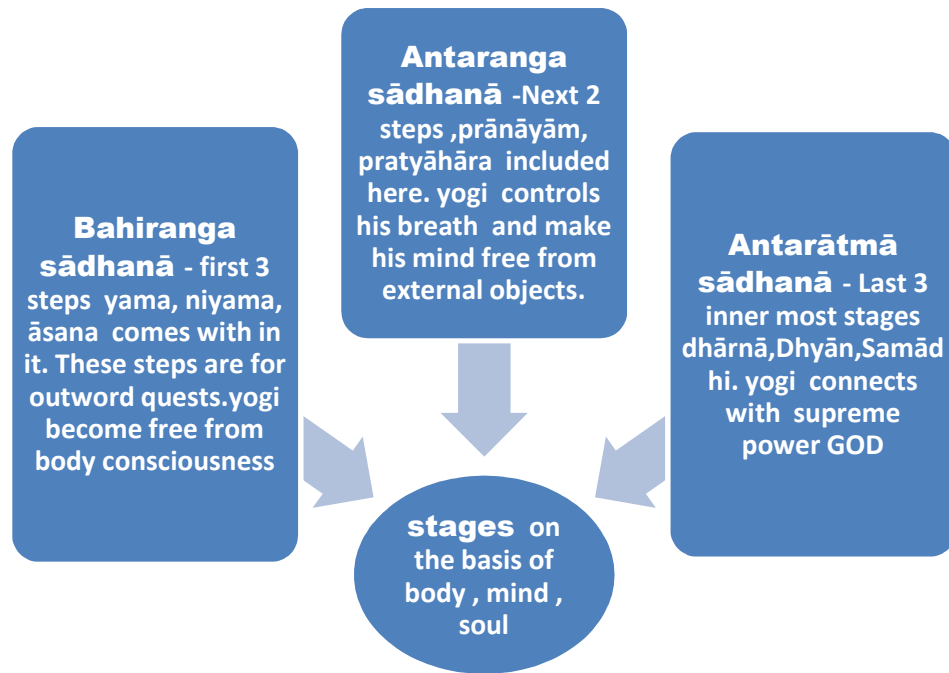 Bahiranga
sādhanā - first 3
steps yama, niyama,
āsana comes with in
it. These steps are for
outword quests.yogi
become free from
body consciousness
Antaranga
sādhanā -Next 2
steps ,prānāyām,
pratyāhāra included
here. yogi controls
his breath and make
his mind free from
external objects.
Antarātmā
sādhanā - Last 3
inner most stages
dhārnā,Dhyān,Samād
hi. yogi connects
with supreme
power GOD
stages on
the basis of
body , mind ,
soul